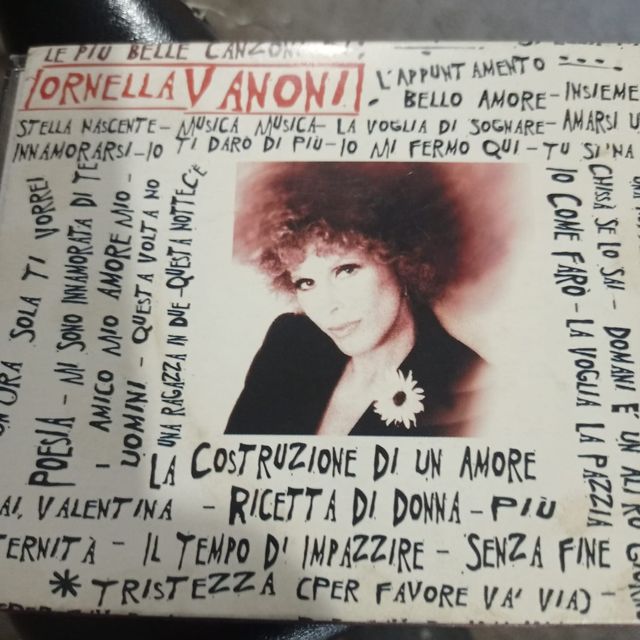 LE PIÙ BELLE CANZONI
ORNELLA VANONI
L'APPUNTAMENTO
BELLO AMORE - INSIEME
STELLA NASCENTE - MUSICA MUSICA - LA VOGLIA DI SOGNARE - AMARSI U
INNAMORARSI - IO TI DARO DI PIÙ - IO MI FERMO QUI - TU SI 'NA
ORA SOLA TI VORREI
POESIA - MI SONO INNAMORATA DI TE
- AMICO MIO AMORE MIO -
UOMINI - QUESTA VOLTA NO
UNA RAGAZZA IN DUE QUESTA NOTTE C'È
CHISSÀ SE LO SAI - DOMANI È UN ALTRO
IO COME FARÒ - LA VOGLIA LA PAZZIA
LA COSTRUZIONE DI UN AMORE
AI, VALENTINA - RICETTA DI DONNA - PIÙ
TERNITÀ - IL TEMPO D'IMPAZZIRE - SENZA FINE
* TRISTEZZA (PER FAVORE VA' VIA) -